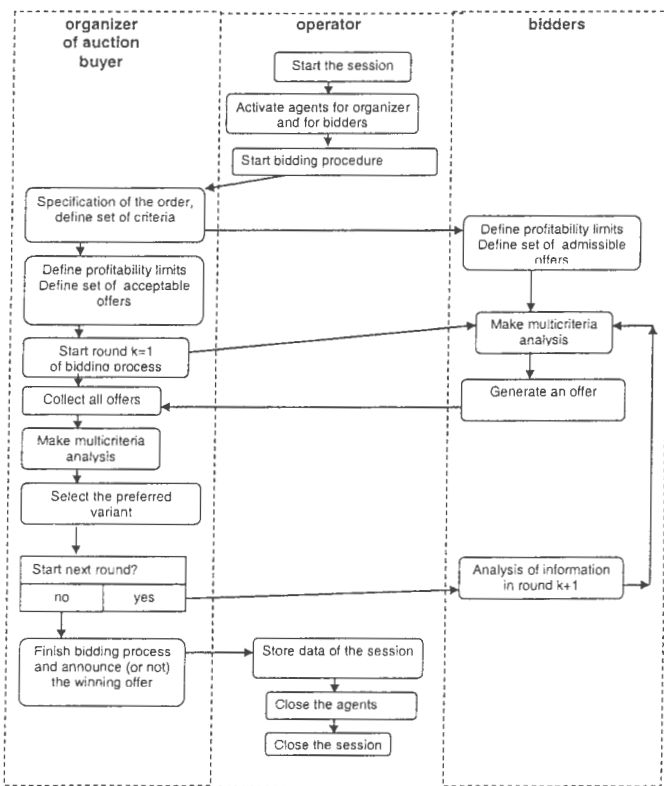 organizer
of auction
buyer
operator
bidders
Start the session
Activate agents for organizer
and for bidders
Start bidding procedure
Specification of the order,
define set of criteria
Define profitability limits
Define set of admissible
offers
Define profitability limits
Define set of acceptable
offers
Make multicriteria
analysis
Start round k=1
of bidding process
Generate an offer
Collect all offers
Make multicriteria
analysis
Select the preferred
variant
Start next round?
no
yes
Analysis of information
in round k+1
Finish bidding process
and announce (or not)
the winning offer
Store data of the session
Close the agents
Close the session